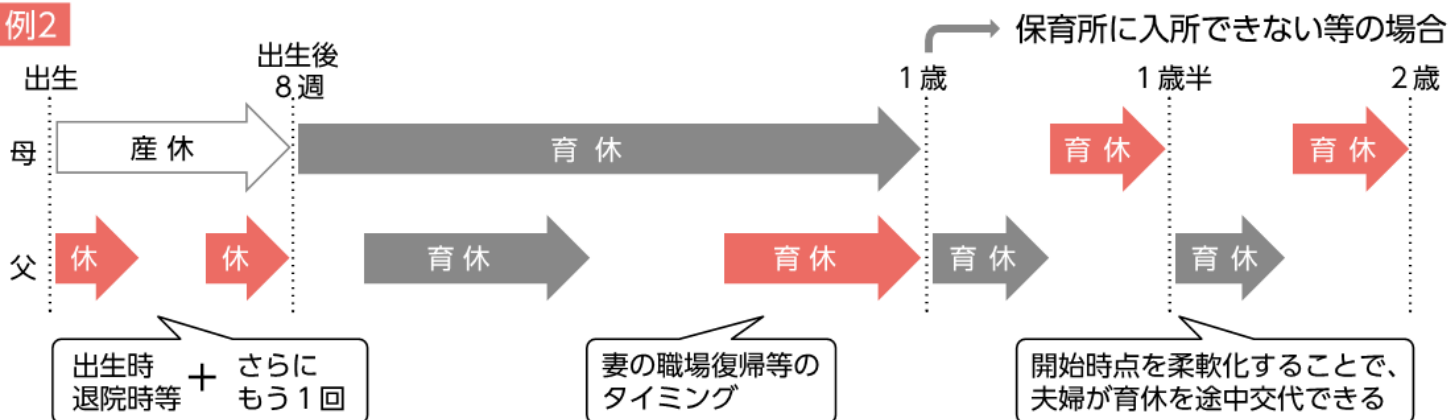 例2
保育所に入所できない等の場合
出生
出生後
8週
1歳
1歳半
2歳
母
産休
育休
育休
育休
父
休
休
育休
育休
育休
育休
出生時
退院時等
+
さらに
もう1回
妻の職場復帰等の
タイミング
開始時点を柔軟化することで、
夫婦が育休を途中交代できる